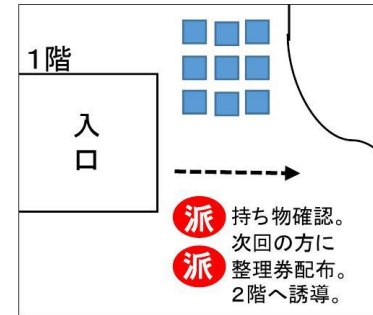 1階
入
口
派 持ち物確認。
次回の方に
派 整理券配布。
2階へ誘導。